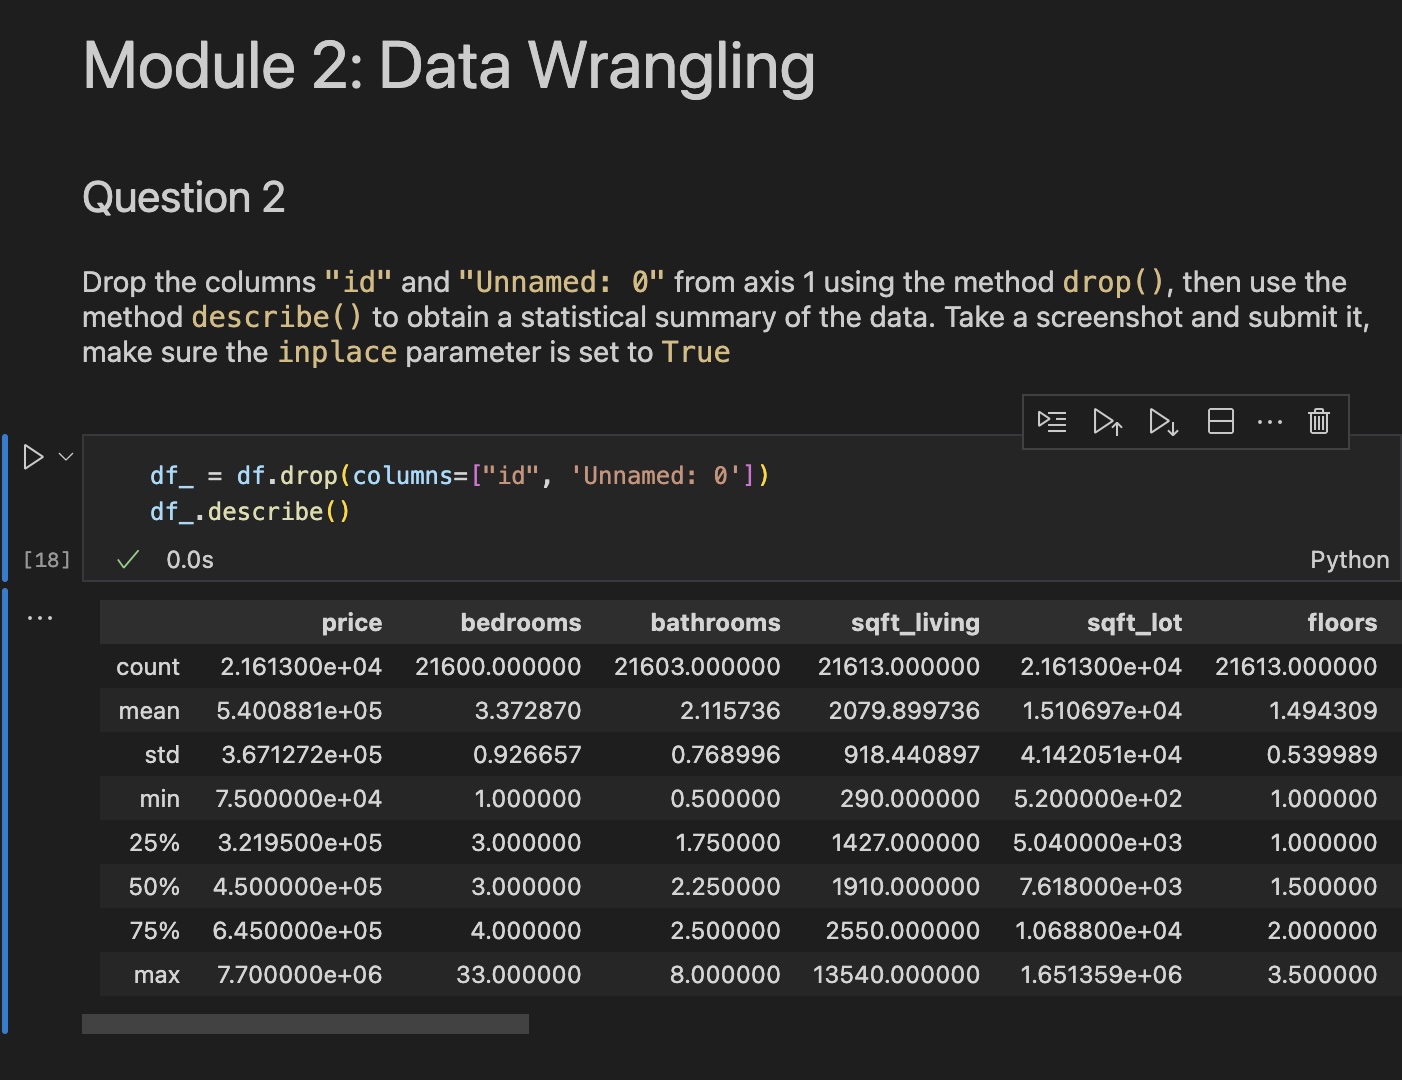 Module 2: Data Wrangling
Question 2
Drop the columns "id" and "Unnamed: 0" from axis 1 using the method drop(), then use the
method describe() to obtain a statistical summary of the data. Take a screenshot and submit it,
make sure the inplace parameter is set to True
df_ = df.drop(columns=["id", 'Unnamed: 0'])
df_.describe()
[18] 0.0s Python
price bedrooms bathrooms sqft_living sqft_lot floors
count 2.161300e+04 21600.000000 21603.000000 21613.000000 2.161300e+04 21613.000000
mean 5.400881e+05 3.372870 2.115736 2079.899736 1.510697e+04 1.494309
std 3.671272e+05 0.926657 0.768996 918.440897 4.142051e+04 0.539989
min 7.500000e+04 1.000000 0.500000 290.000000 5.200000e+02 1.000000
25% 3.219500e+05 3.000000 1.750000 1427.000000 5.040000e+03 1.000000
50% 4.500000e+05 3.000000 2.250000 1910.000000 7.618000e+03 1.500000
75% 6.450000e+05 4.000000 2.500000 2550.000000 1.068800e+04 2.000000
max 7.700000e+06 33.000000 8.000000 13540.000000 1.651359e+06 3.500000